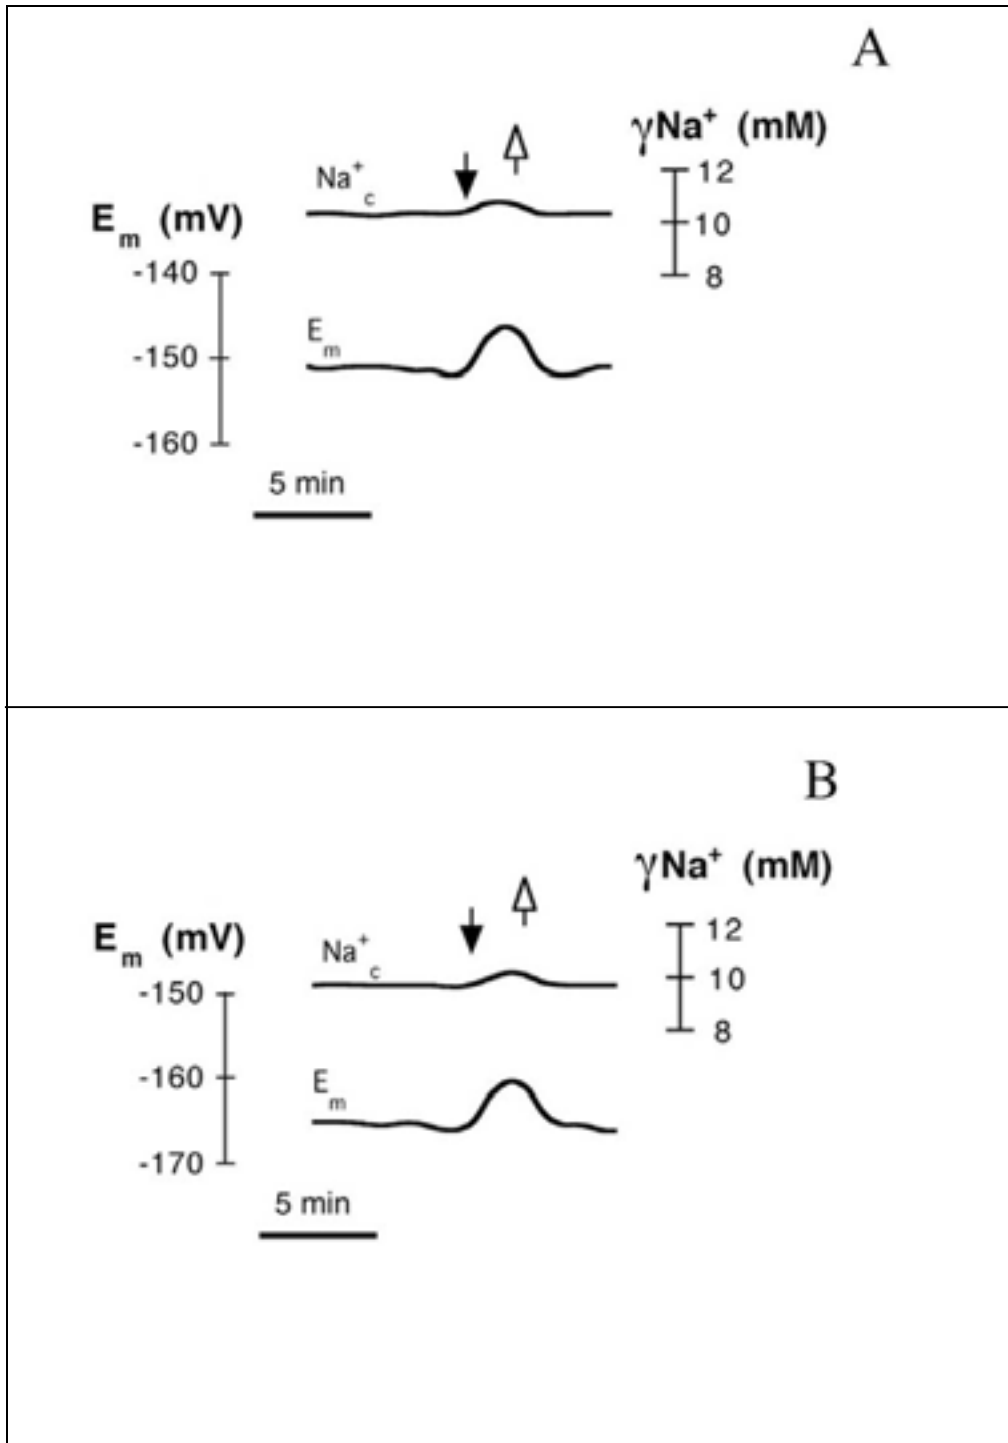 A
γNa⁺ (mM)
Na⁺c
12
Eₘ (mV)
10
-140
8
Eₘ
-150
-160
5 min
B
γNa⁺ (mM)
12
Eₘ (mV)
Na⁺c
10
-150
8
-160
Eₘ
-170
5 min